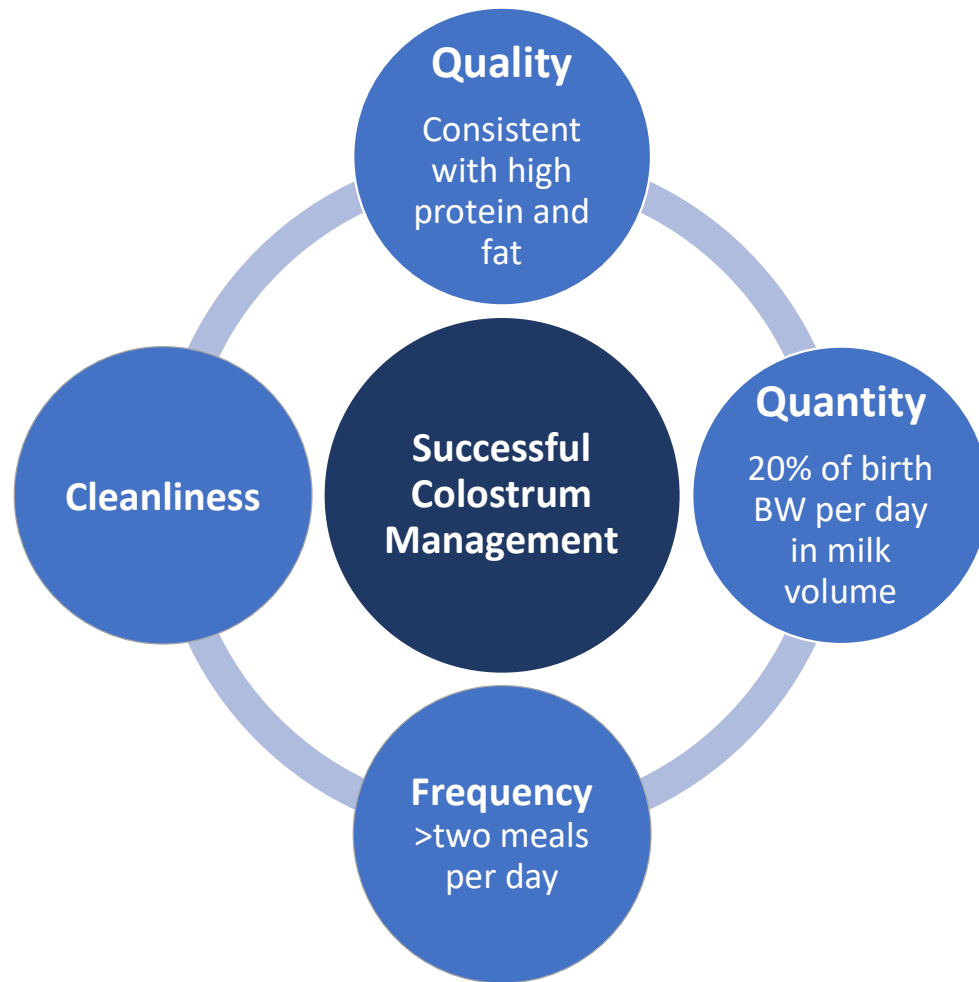 Quality
Consistent
with high
protein and
fat
Quantity
20% of birth
BW per day
in milk
volume
Successful
Colostrum
Management
Cleanliness
Frequency
>two meals
per day